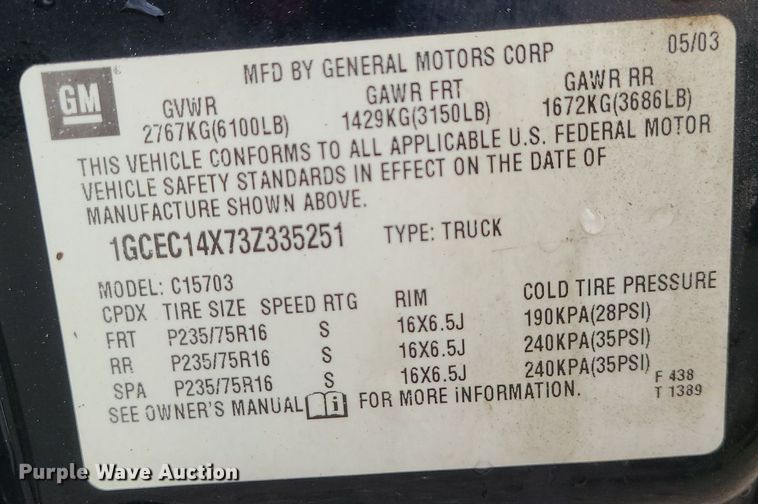 MFD BY GENERAL MOTORS CORP 05/03
GM
GVWR GAWR FRT GAWR RR
2767KG(6100LB) 1429KG(3150LB) 1672KG(3686LB)
THIS VEHICLE CONFORMS TO ALL APPLICABLE U.S. FEDERAL MOTOR
VEHICLE SAFETY STANDARDS IN EFFECT ON THE DATE OF
MANUFACTURE SHOWN ABOVE.
1GCEC14X73Z335251 TYPE: TRUCK
MODEL: C15703
CPDX TIRE SIZE SPEED RTG RIM COLD TIRE PRESSURE
FRT P235/75R16 S 16X6.5J 190KPA(28PSI)
RR P235/75R16 S 16X6.5J 240KPA(35PSI)
SPA P235/75R16 S 16X6.5J 240KPA(35PSI)
SEE OWNER'S MANUAL i FOR MORE iNFORMATION.
F 438
T 1389
Purple Wave Auction
Purple Wave Auction